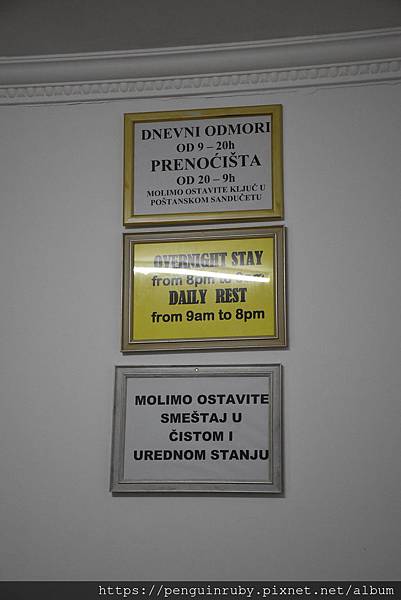 DNEVNI ODMORI
OD 9 – 20h
PRENOĆIŠTA
OD 20 – 9h
MOLIMO OSTAVITE KLJUČ U
POŠTANSKOM SANDUČETU
OVERNIGHT STAY
from 8pm to
DAILY REST
from 9am to 8pm
MOLIMO OSTAVITE
SMEŠTAJ U
ČISTOM I
UREDNOM STANJU
https://penguinruby.pixnet.net/album